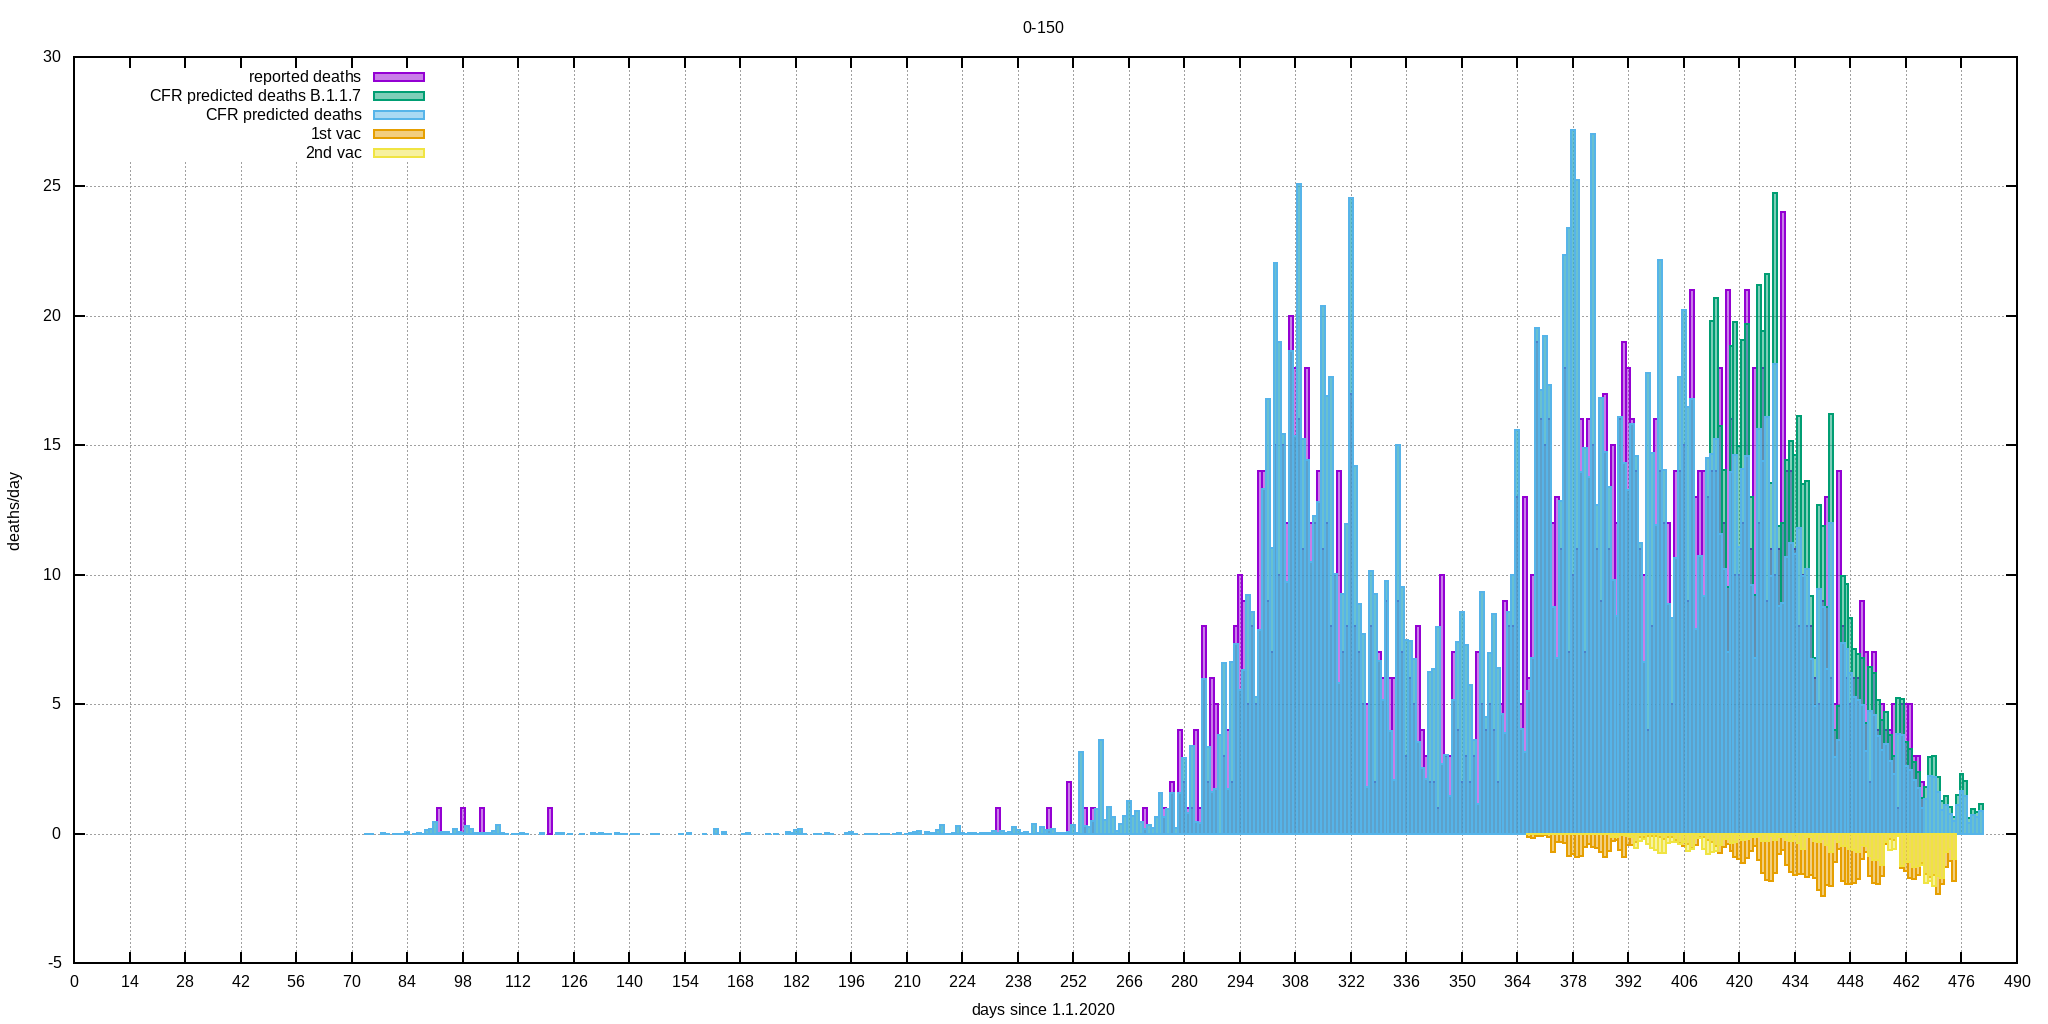 0-150
reported deaths
CFR predicted deaths B.1.1.7
CFR predicted deaths
1st vac
2nd vac
30
25
20
15
10
5
0
-5
deaths/day
0 14 28 42 56 70 84 98 112 126 140 154 168 182 196 210 224 238 252 266 280 294 308 322 336 350 364 378 392 406 420 434 448 462 476 490
days since 1.1.2020